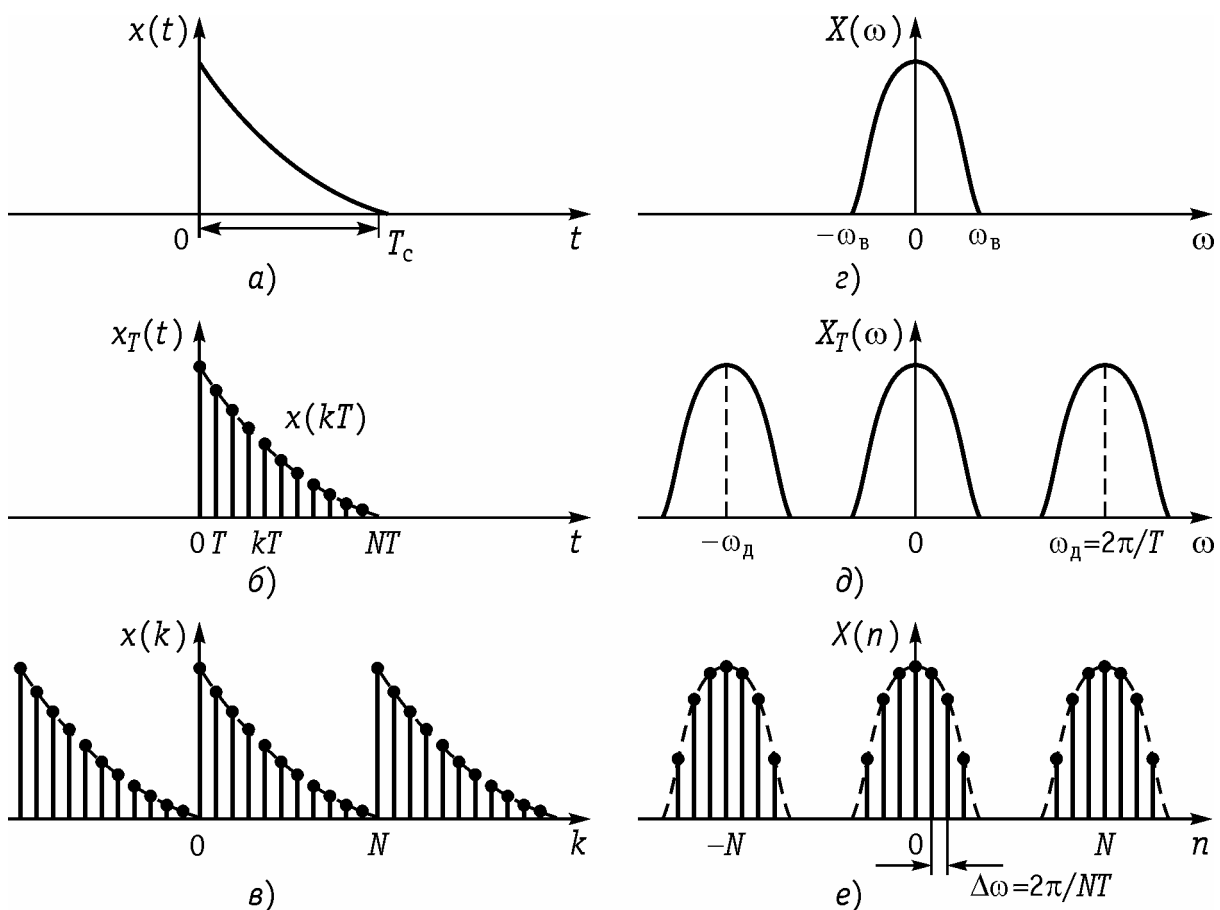 x(t)
0
T_c
t
а)
X(ω)
−ω_в
0
ω_в
ω
г)
x_T(t)
x(kT)
0 T kT NT
t
б)
X_T(ω)
−ω_д
0
ω_д=2π/T
ω
д)
x(k)
0
N
k
в)
X(n)
−N
0
N
n
Δω=2π/NT
е)